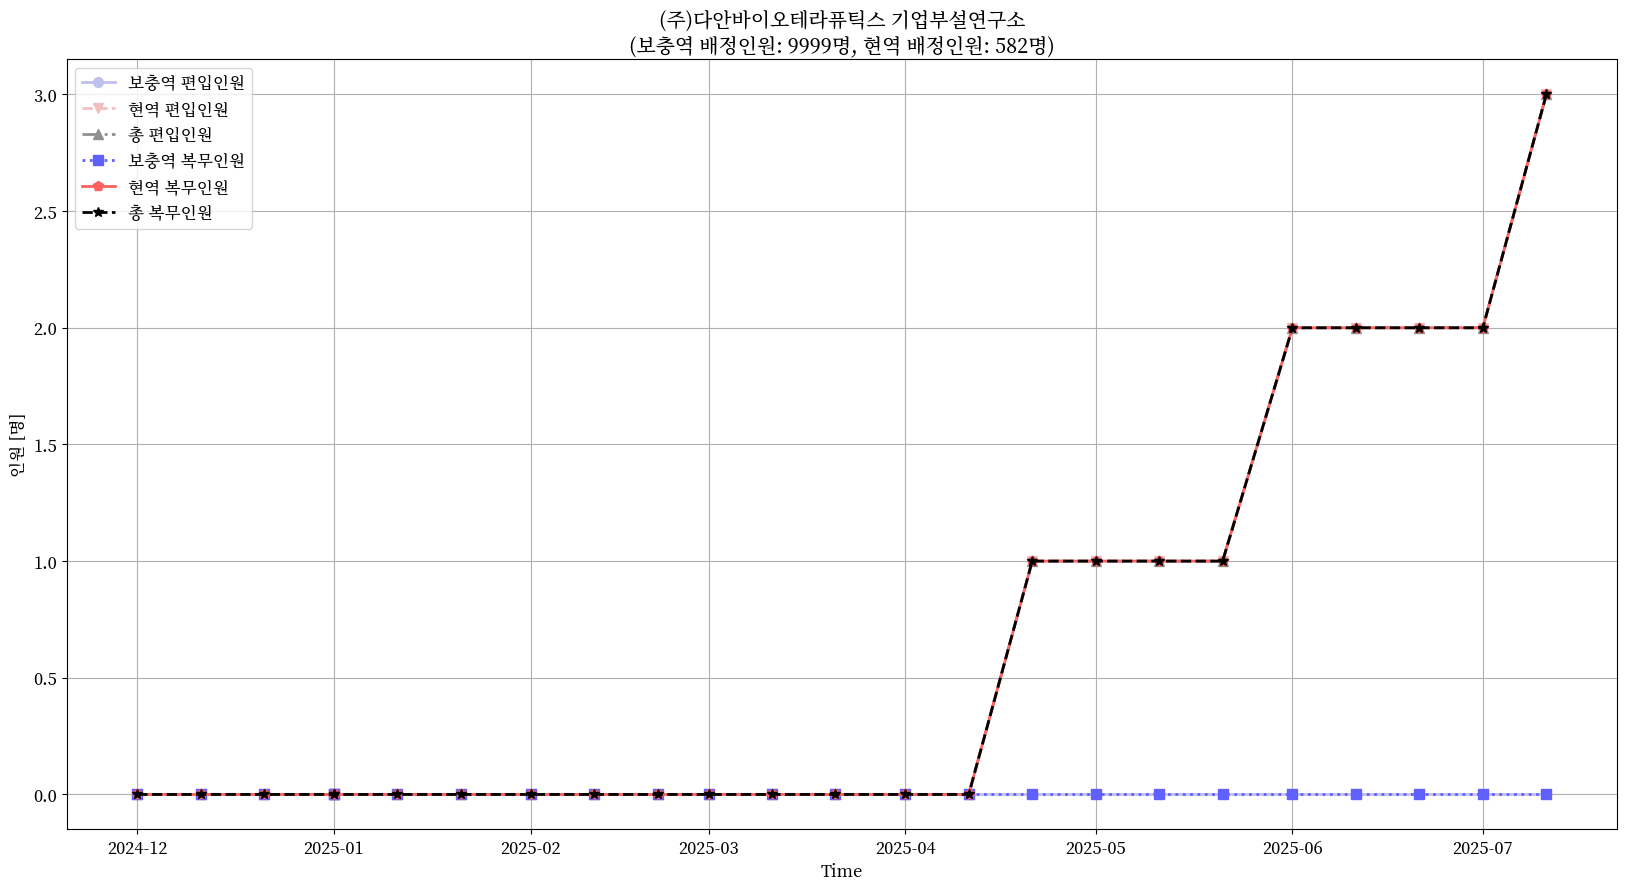 (주)다안바이오테라퓨틱스 기업부설연구소
(보충역 배정인원: 9999명, 현역 배정인원: 582명)
보충역 편입인원
현역 편입인원
총 편입인원
보충역 복무인원
현역 복무인원
총 복무인원
3.0
2.5
2.0
1.5
1.0
0.5
0.0
인원 [명]
2024-12 2025-01 2025-02 2025-03 2025-04 2025-05 2025-06 2025-07
Time